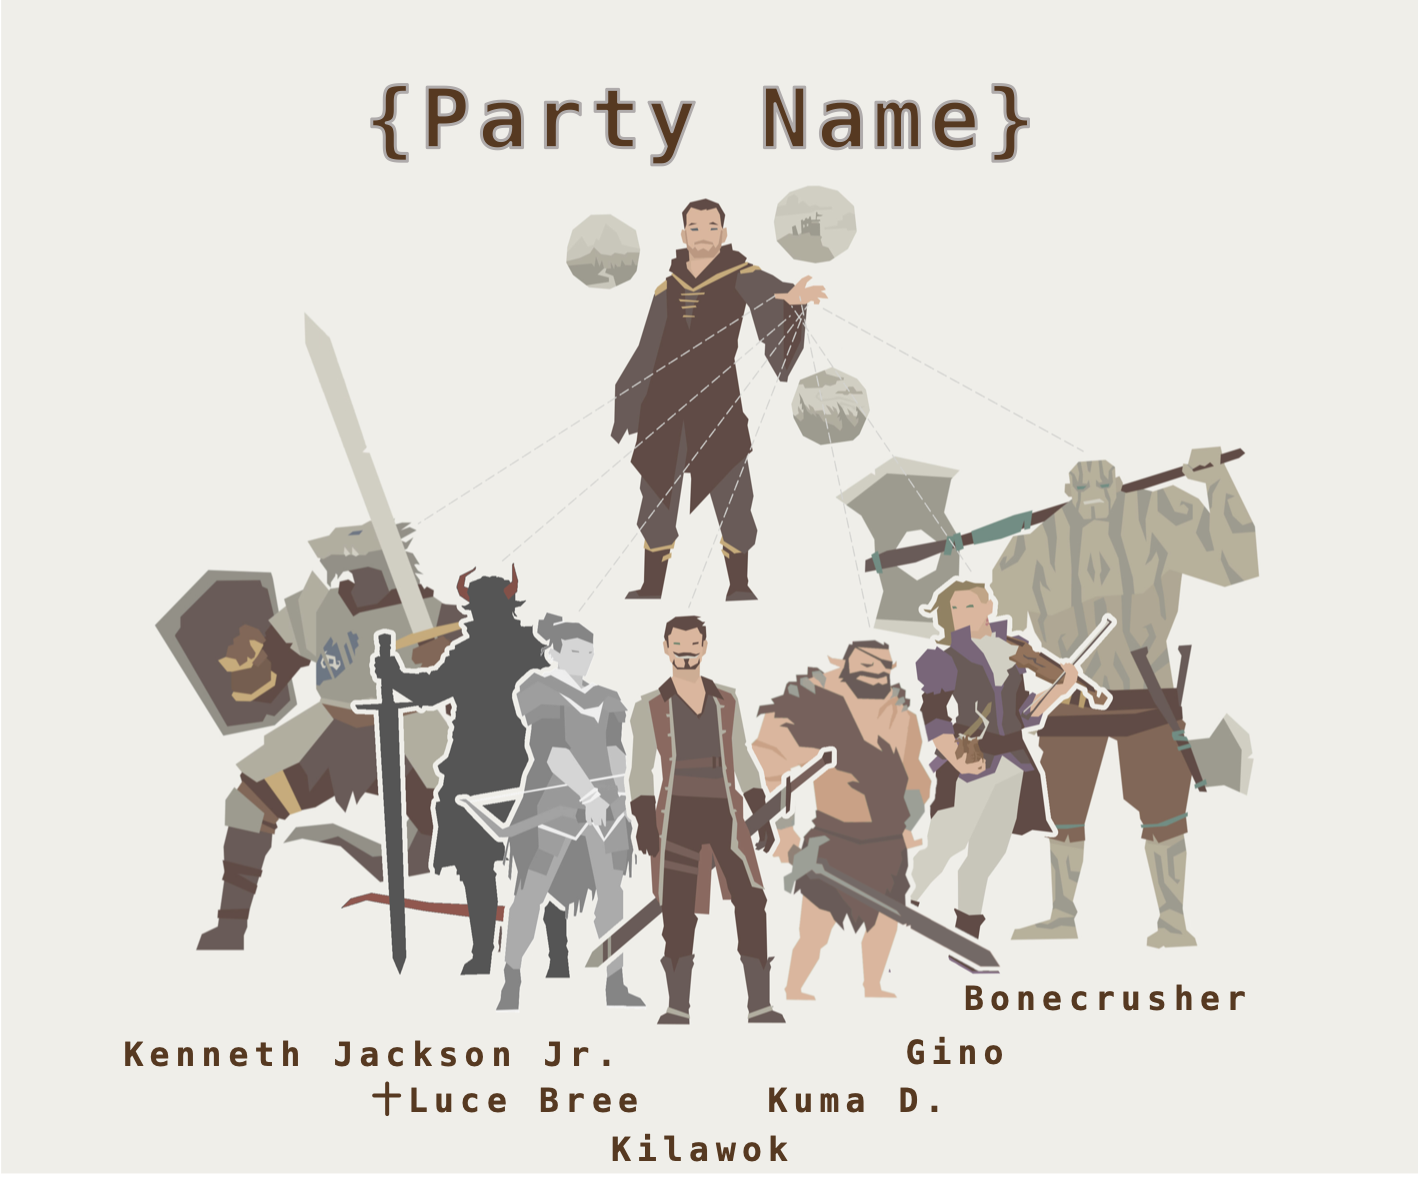 {Party Name}
Bonecrusher
Kenneth Jackson Jr.
Gino
†Luce Bree
Kuma D.
Kilawok